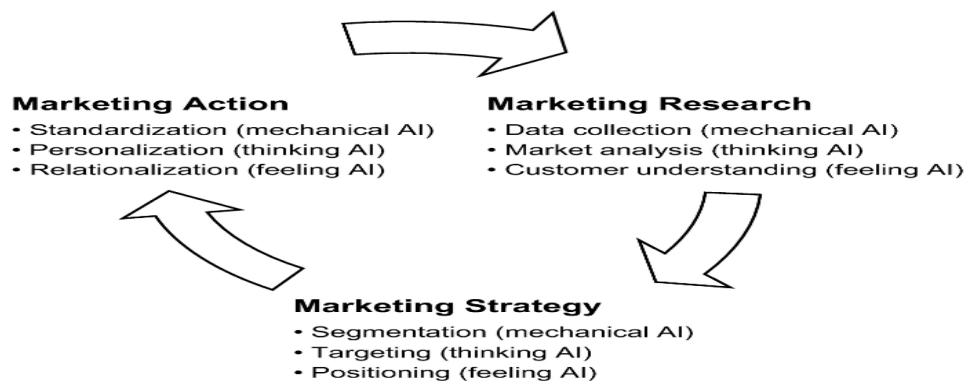 Marketing Action
• Standardization (mechanical AI)
• Personalization (thinking AI)
• Relationalization (feeling AI)
Marketing Research
• Data collection (mechanical AI)
• Market analysis (thinking AI)
• Customer understanding (feeling AI)
Marketing Strategy
• Segmentation (mechanical AI)
• Targeting (thinking AI)
• Positioning (feeling AI)